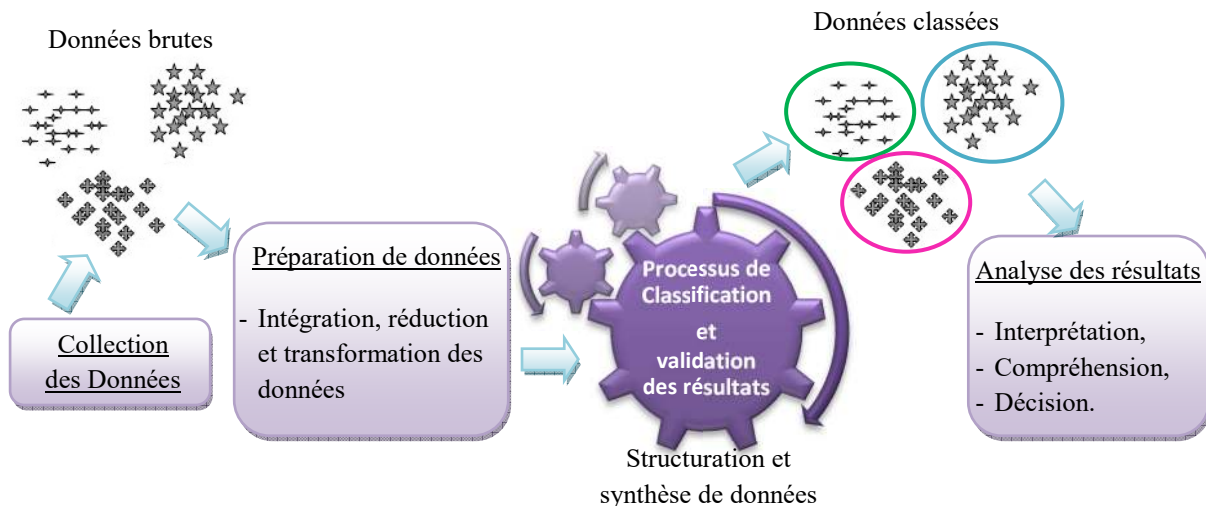 Données brutes
Collection
des Données
Préparation de données
- Intégration, réduction
et transformation des
données
Processus de
Classification
et
validation
des résultats
Structuration et
synthèse de données
Données classées
Analyse des résultats
- Interprétation,
- Compréhension,
- Décision.